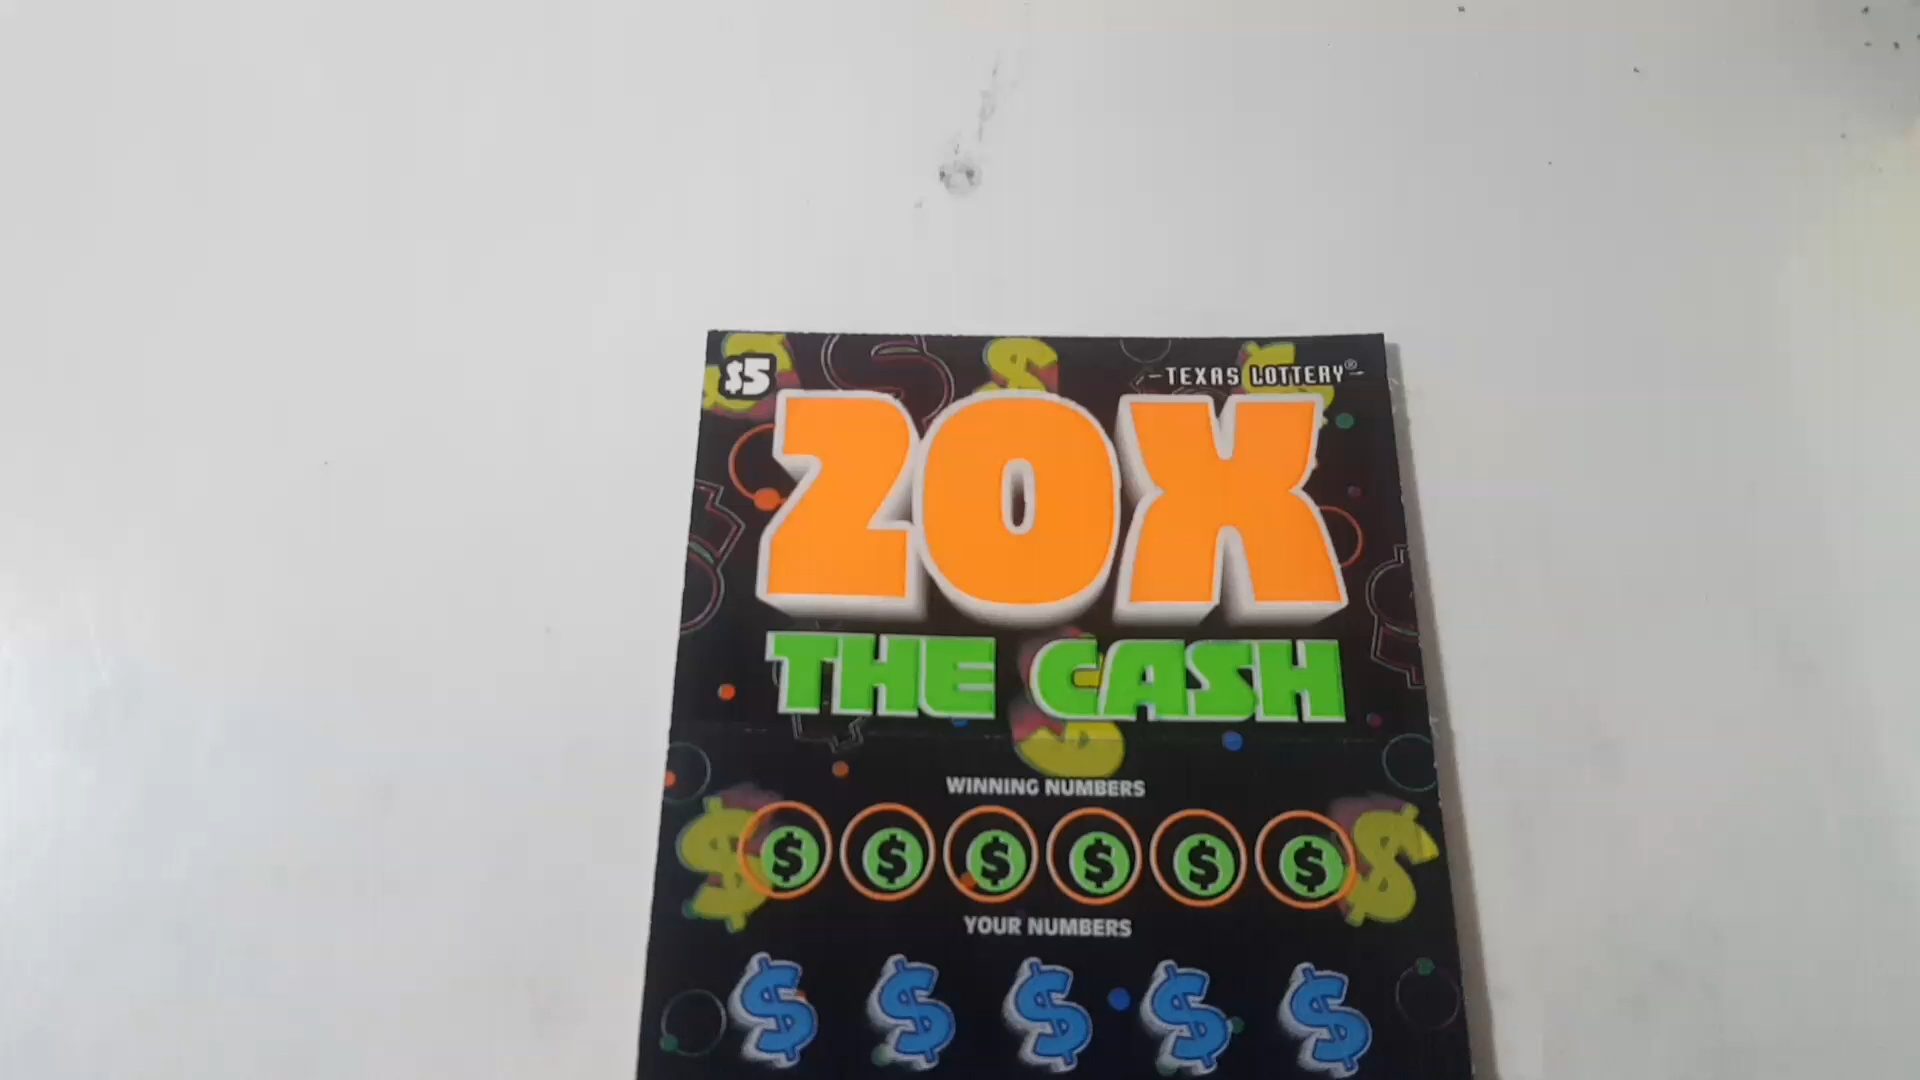 $5
-TEXAS LOTTERY®-
20X
THE CASH
WINNING NUMBERS
$ $ $ $ $ $
YOUR NUMBERS
$ $ $ $ $